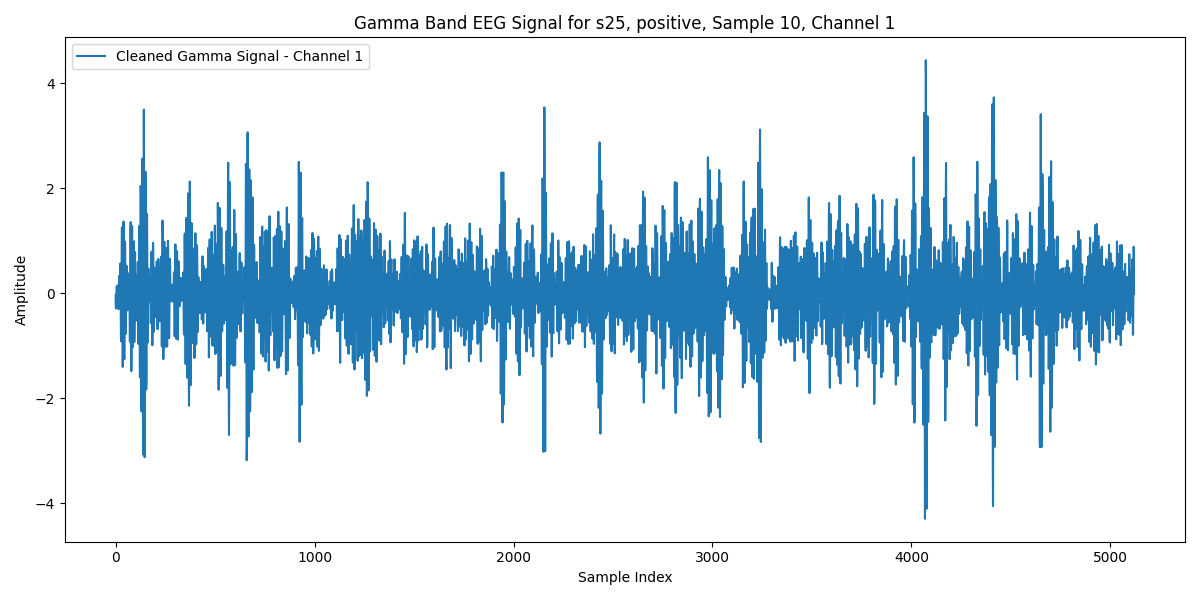 Gamma Band EEG Signal for s25, positive, Sample 10, Channel 1
Cleaned Gamma Signal - Channel 1
Amplitude
4
2
0
−2
−4
0 1000 2000 3000 4000 5000
Sample Index